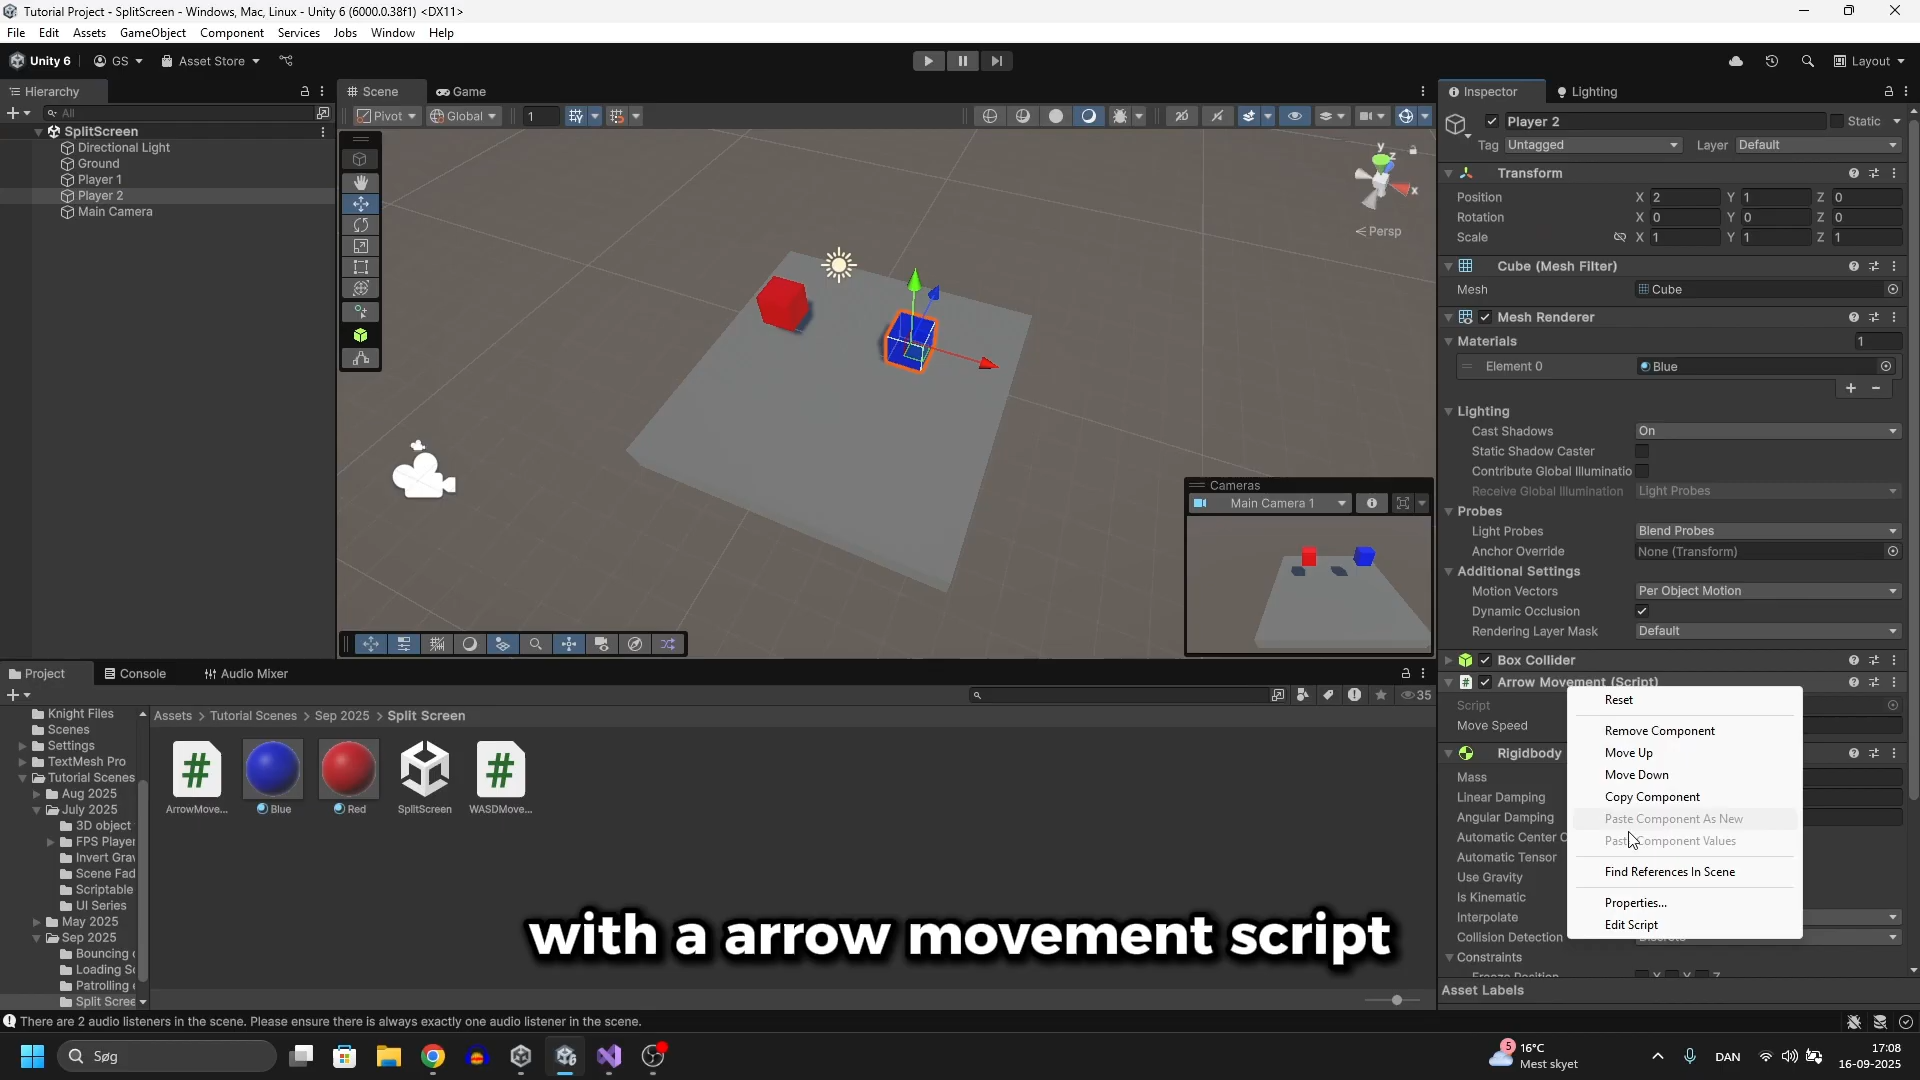 Tutorial Project - SplitScreen - Windows, Mac, Linux - Unity 6 (6000.0.38f1) <DX11>
File Edit Assets GameObject Component Services Jobs Window Help
Unity 6 GS Asset Store Layout
Hierarchy
All
SplitScreen
Directional Light
Ground
Player 1
Player 2
Main Camera
Scene Game
Pivot Global 1
y
z
x
Persp
Cameras
Main Camera 1
Inspector Lighting
Player 2 Static
Tag Untagged Layer Default
Transform
Position X 2 Y 1 Z 0
Rotation X 0 Y 0 Z 0
Scale X 1 Y 1 Z 1
Cube (Mesh Filter)
Mesh Cube
Mesh Renderer
Materials 1
Element 0 Blue
Lighting
Cast Shadows On
Static Shadow Caster
Contribute Global Illuminatio
Receive Global Illumination Light Probes
Probes
Light Probes Blend Probes
Anchor Override None (Transform)
Additional Settings
Motion Vectors Per Object Motion
Dynamic Occlusion
Rendering Layer Mask Default
Box Collider
Arrow Movement (Script)
Script
Move Speed
Rigidbody
Mass
Linear Damping
Angular Damping
Automatic Center O
Automatic Tensor
Use Gravity
Is Kinematic
Interpolate
Collision Detection
Constraints
Asset Labels
Reset
Remove Component
Move Up
Move Down
Copy Component
Paste Component As New
Paste Component Values
Find References In Scene
Properties...
Edit Script
Project Console Audio Mixer
35
Knight Files
Scenes
Settings
TextMesh Pro
Tutorial Scenes
Aug 2025
July 2025
3D object
FPS Player
Invert Gra
Scene Fad
Scriptable
UI Series
May 2025
Sep 2025
Bouncing
Loading S
Patrolling
Split Scree
Assets > Tutorial Scenes > Sep 2025 > Split Screen
ArrowMove... Blue Red SplitScreen WASDMove...
with a arrow movement script
There are 2 audio listeners in the scene. Please ensure there is always exactly one audio listener in the scene.
Søg
5
16°C
Mest skyet
DAN
17:08
16-09-2025